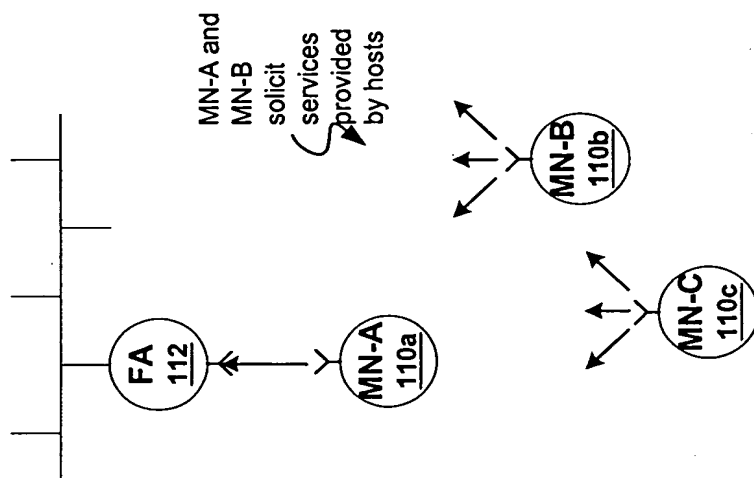 MN-A and
MN-B
solicit
services
provided
by hosts
FA
112
MN-A
110a
MN-B
110b
MN-C
110c